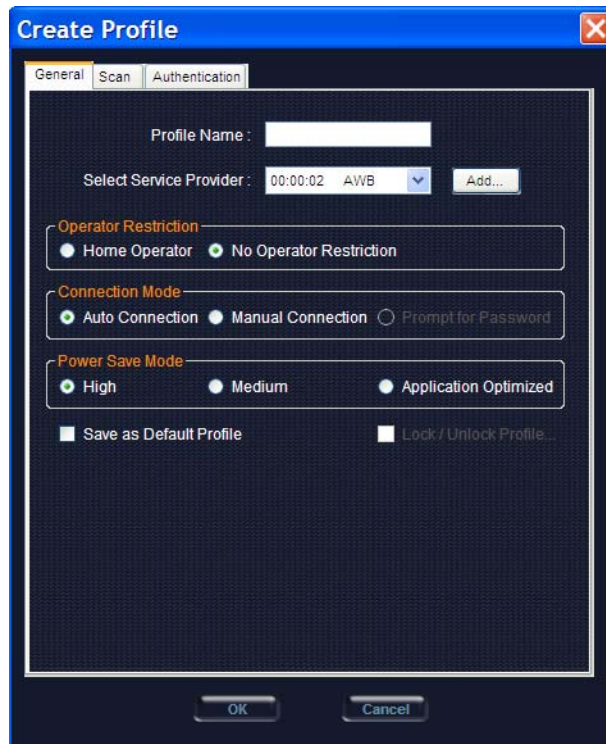 Create Profile
General Scan Authentication
Profile Name :
Select Service Provider : 00:00:02 AWB Add...
Operator Restriction
Home Operator No Operator Restriction
Connection Mode
Auto Connection Manual Connection Prompt for Password
Power Save Mode
High Medium Application Optimized
Save as Default Profile Lock / Unlock Profile...
OK Cancel